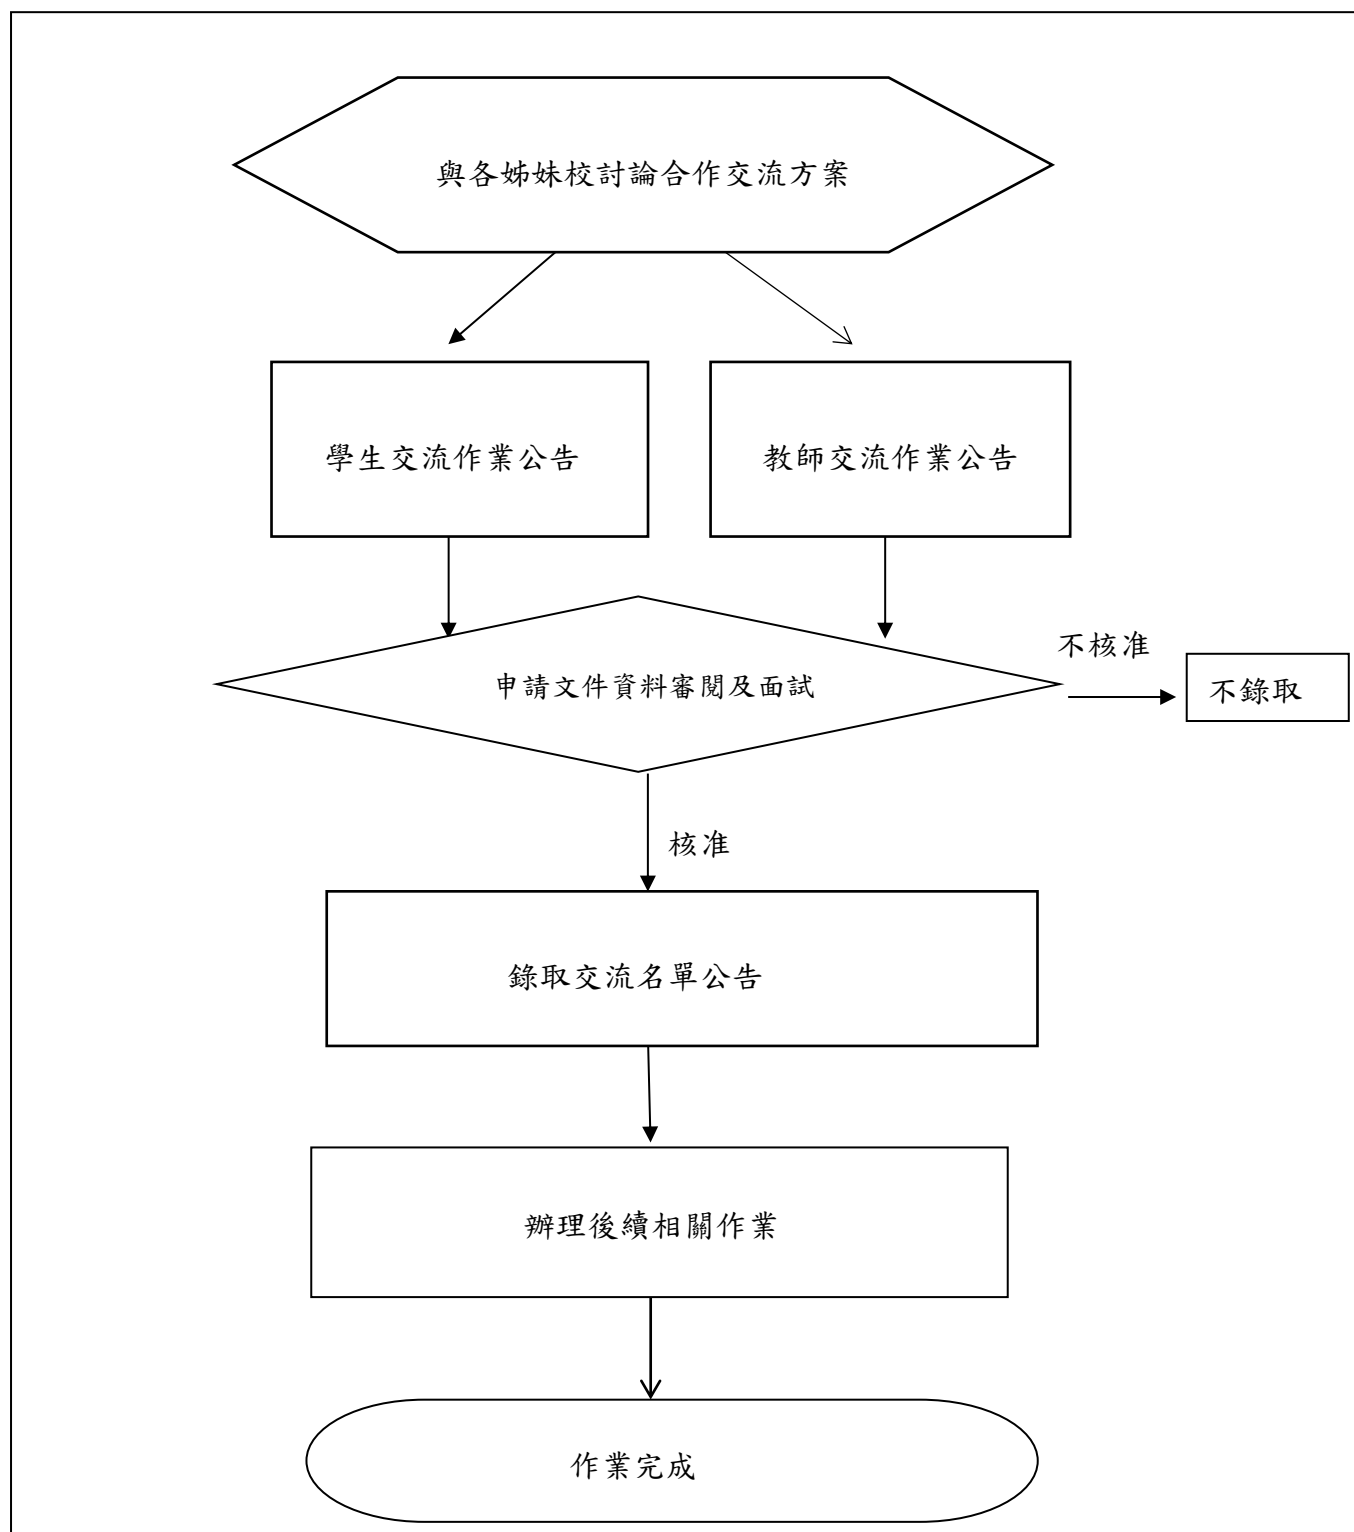 與各姊妹校討論合作交流方案
學生交流作業公告
教師交流作業公告
申請文件資料審閱及面試
不核准
不錄取
核准
錄取交流名單公告
辦理後續相關作業
作業完成